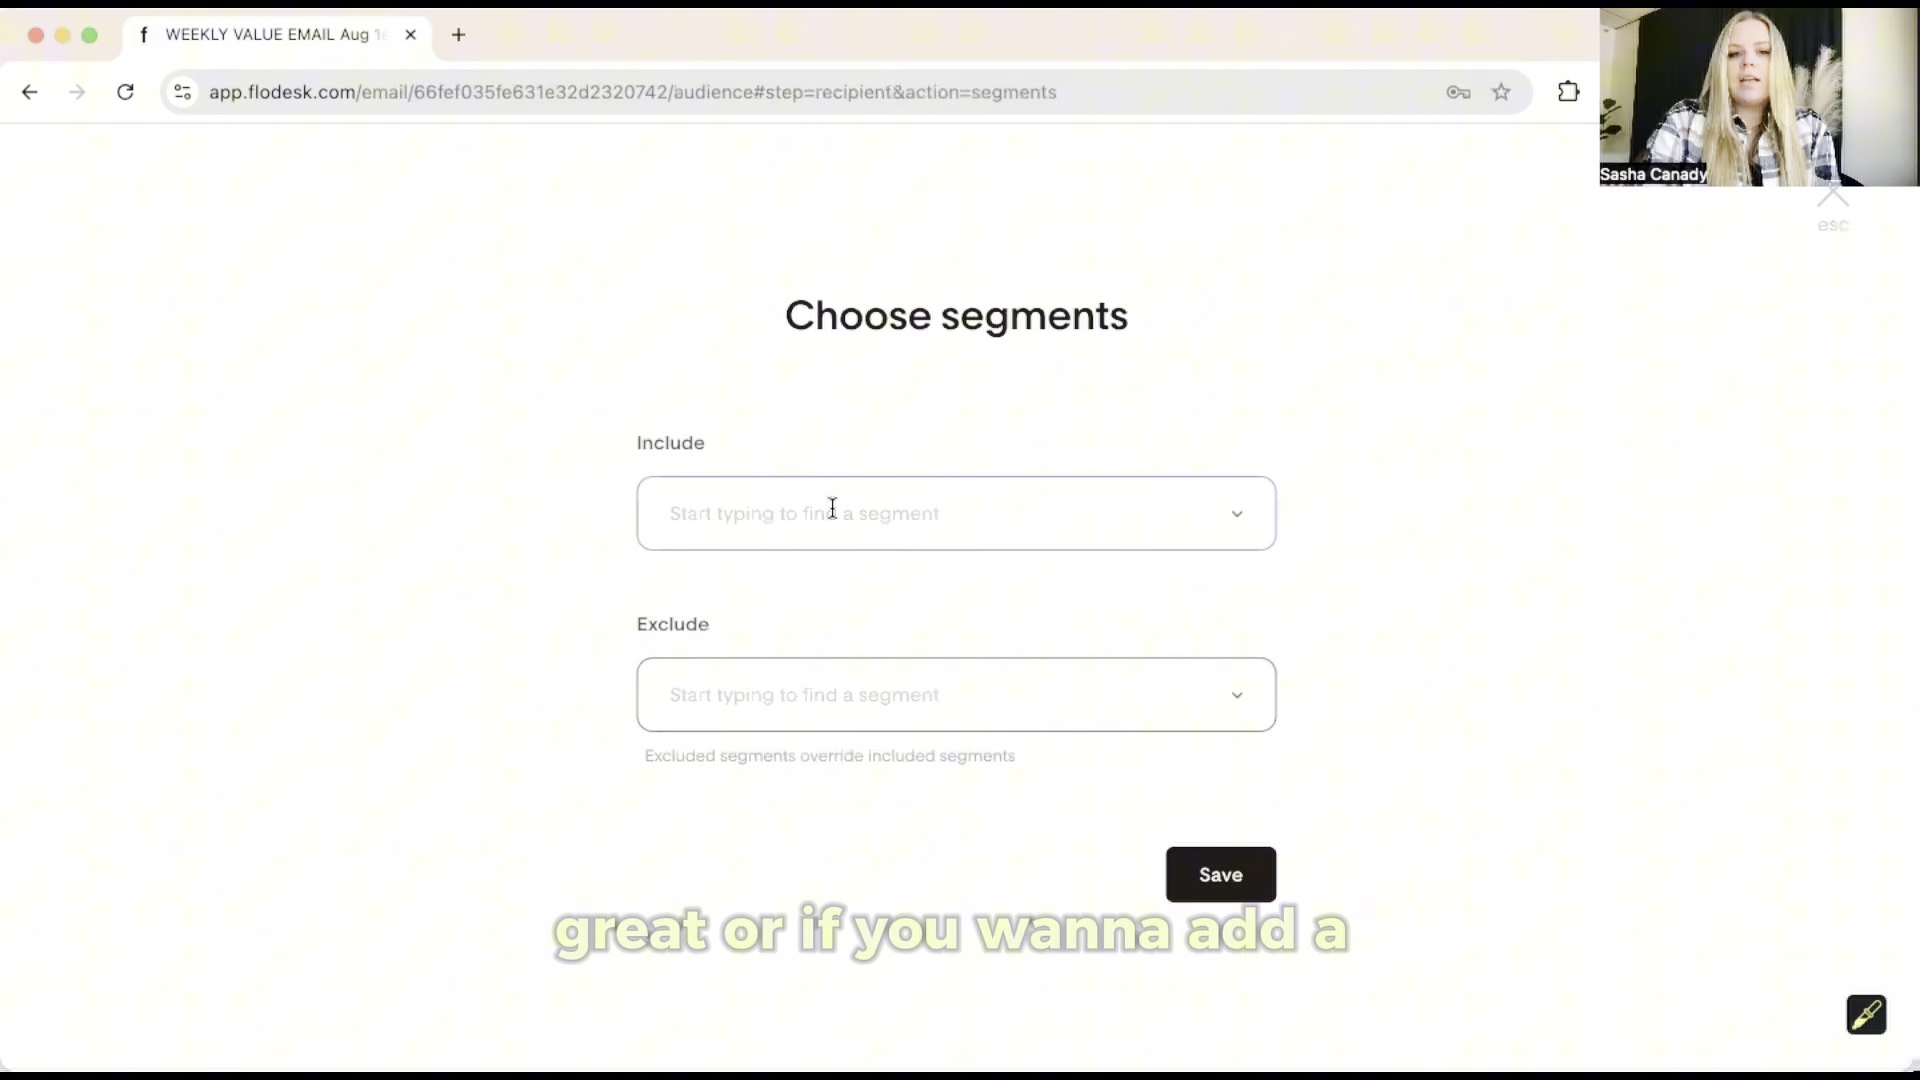 f WEEKLY VALUE EMAIL Aug 1s
app.flodesk.com/email/66fef035fe631e32d2320742/audience#step=recipient&action=segments
Sasha Canady
esc
Choose segments
Include
Start typing to find a segment
Exclude
Start typing to find a segment
Excluded segments override included segments
Save
great or if you wanna add a